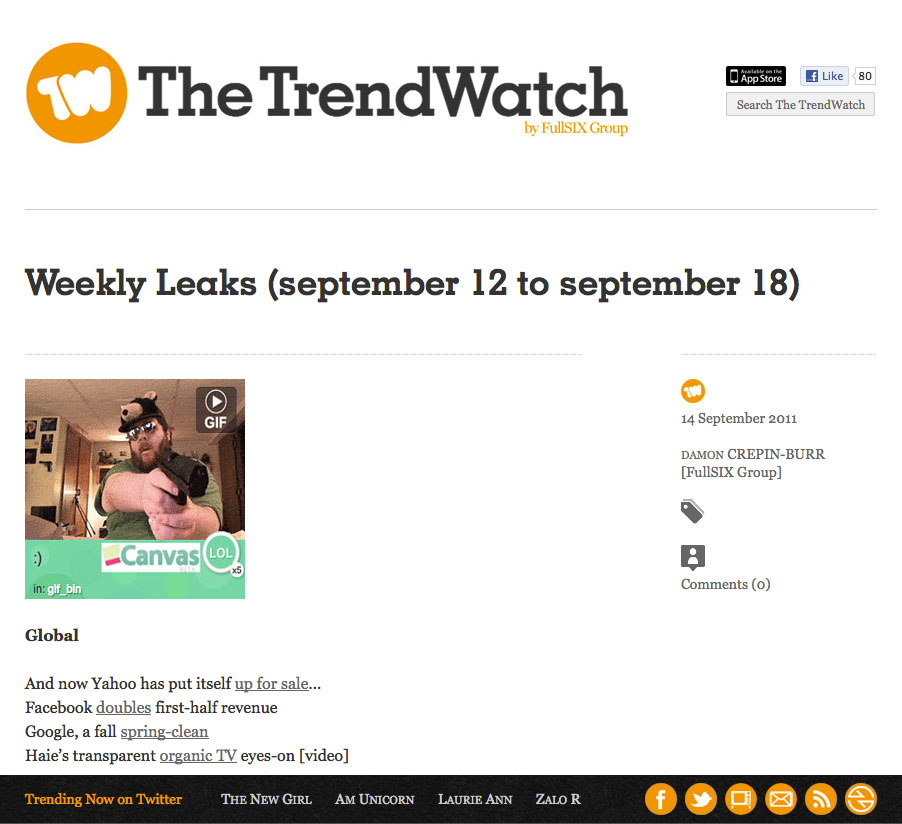 TW The TrendWatch
by FullSIX Group
Available on the
App Store
Like 80
Search The TrendWatch
Weekly Leaks (september 12 to september 18)
GIF
:)
Canvas
BETA
LOL
x5
in: gif_bin
TW
14 September 2011
DAMON CREPIN-BURR
[FullSIX Group]
Comments (0)
Global
And now Yahoo has put itself up for sale...
Facebook doubles first-half revenue
Google, a fall spring-clean
Haie’s transparent organic TV eyes-on [video]
Trending Now on Twitter The New Girl Am Unicorn Laurie Ann Zalo R